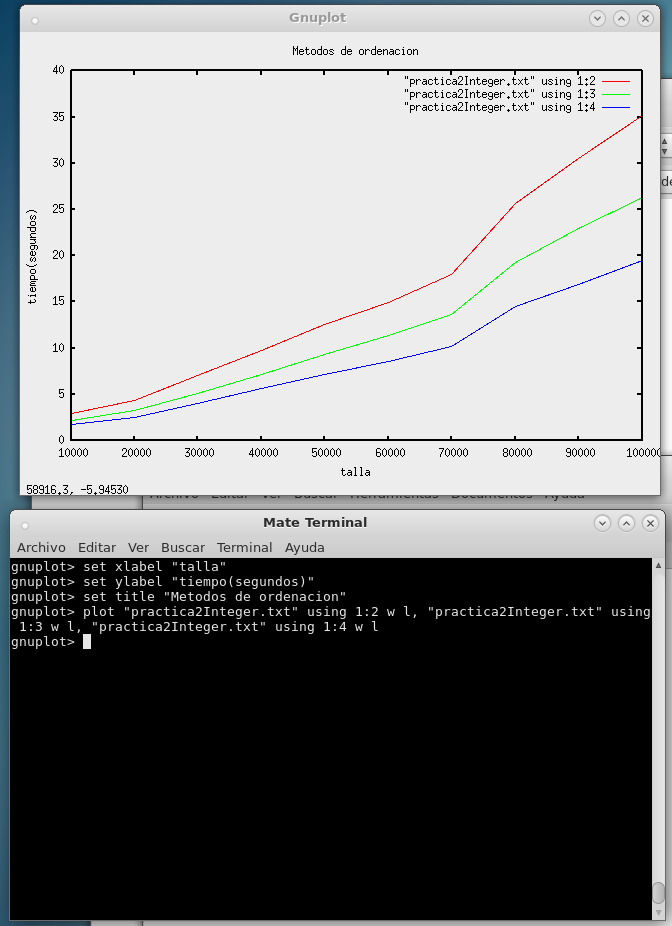 Gnuplot
Metodos de ordenacion
40
"practica2Integer.txt" using 1:2
"practica2Integer.txt" using 1:3
"practica2Integer.txt" using 1:4
35
30
25
20
15
10
5
0
tiempo(segundos)
10000 20000 30000 40000 50000 60000 70000 80000 90000 100000
talla
58916.3, -5.94530
de
Archivo Editar Ver Buscar Herramientas Documentos Ayuda
Mate Terminal
Archivo Editar Ver Buscar Terminal Ayuda
gnuplot> set xlabel "talla"
gnuplot> set ylabel "tiempo(segundos)"
gnuplot> set title "Metodos de ordenacion"
gnuplot> plot "practica2Integer.txt" using 1:2 w l, "practica2Integer.txt" using
1:3 w l, "practica2Integer.txt" using 1:4 w l
gnuplot>